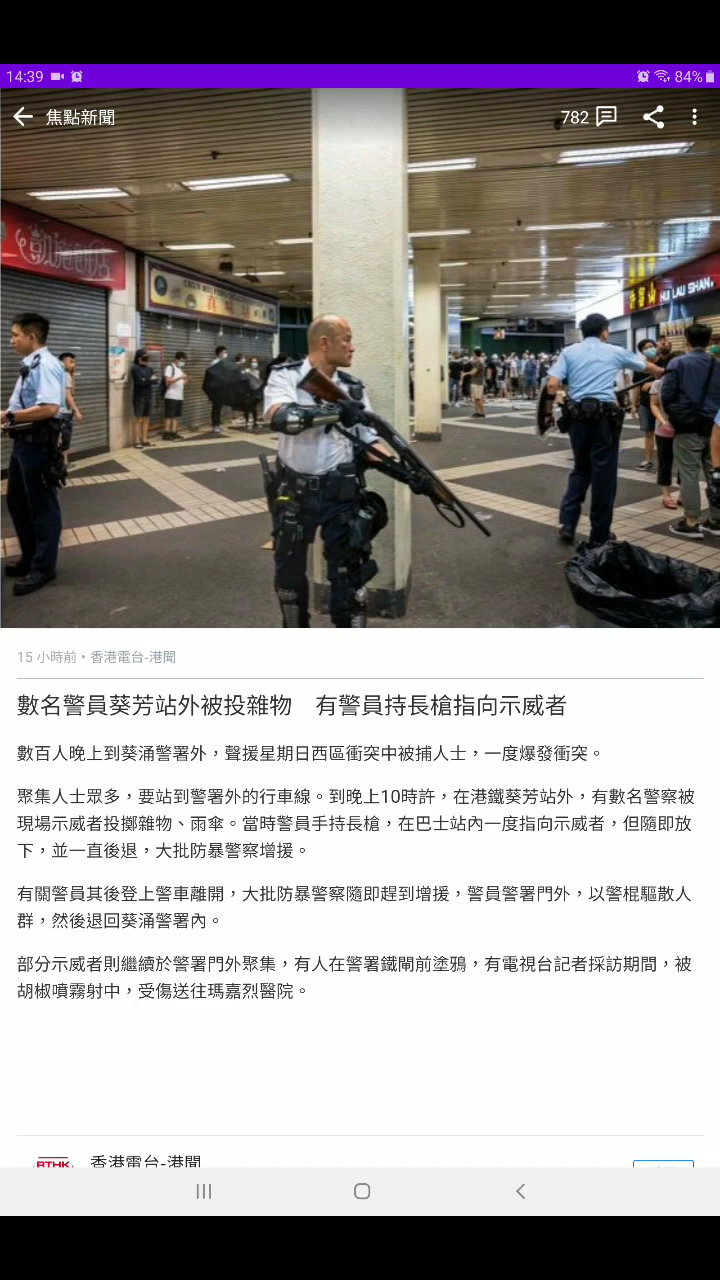 14:39
84%
焦點新聞
782
凱施餅店
HUI LAU SHAN
15 小時前・香港電台-港聞
數名警員葵芳站外被投雜物　有警員持長槍指向示威者
數百人晚上到葵涌警署外，聲援星期日西區衝突中被捕人士，一度爆發衝突。
聚集人士眾多，要站到警署外的行車線。到晚上10時許，在港鐵葵芳站外，有數名警察被
現場示威者投擲雜物、雨傘。當時警員手持長槍，在巴士站內一度指向示威者，但隨即放
下，並一直後退，大批防暴警察增援。
有關警員其後登上警車離開，大批防暴警察隨即趕到增援，警員警署門外，以警棍驅散人
群，然後退回葵涌警署內。
部分示威者則繼續於警署門外聚集，有人在警署鐵閘前塗鴉，有電視台記者採訪期間，被
胡椒噴霧射中，受傷送往瑪嘉烈醫院。
RTHK
香港電台-港聞